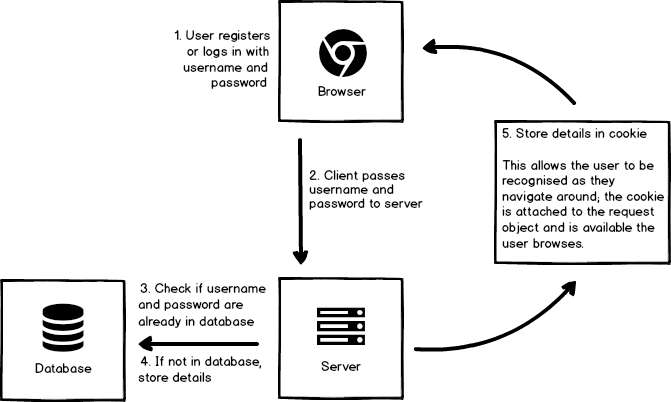 1. User registers
or logs in with
username and
password
Browser
2. Client passes
username and
password to server
5. Store details in cookie
This allows the user to be
recognised as they
navigate around; the cookie
is attached to the request
object and is available the
user browses.
3. Check if username
and password are
already in database
4. If not in database,
store details
Database
Server